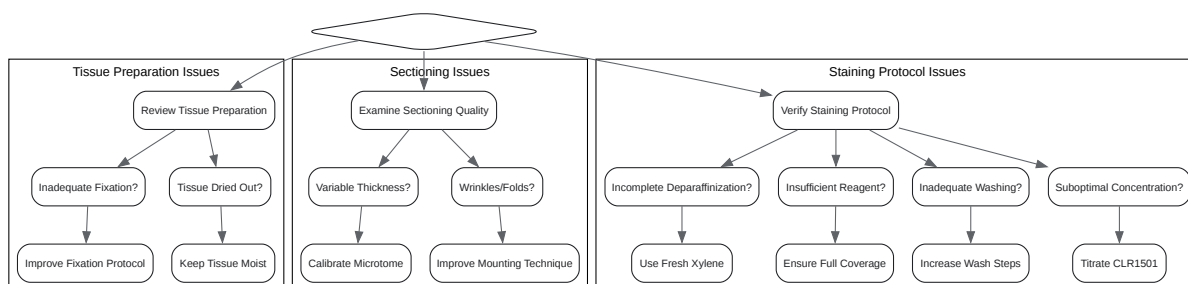 Tissue Preparation Issues
Sectioning Issues
Staining Protocol Issues
Review Tissue Preparation
Examine Sectioning Quality
Verify Staining Protocol
Inadequate Fixation?
Tissue Dried Out?
Variable Thickness?
Wrinkles/Folds?
Incomplete Deparaffinization?
Insufficient Reagent?
Inadequate Washing?
Suboptimal Concentration?
Improve Fixation Protocol
Keep Tissue Moist
Calibrate Microtome
Improve Mounting Technique
Use Fresh Xylene
Ensure Full Coverage
Increase Wash Steps
Titrate CLR1501